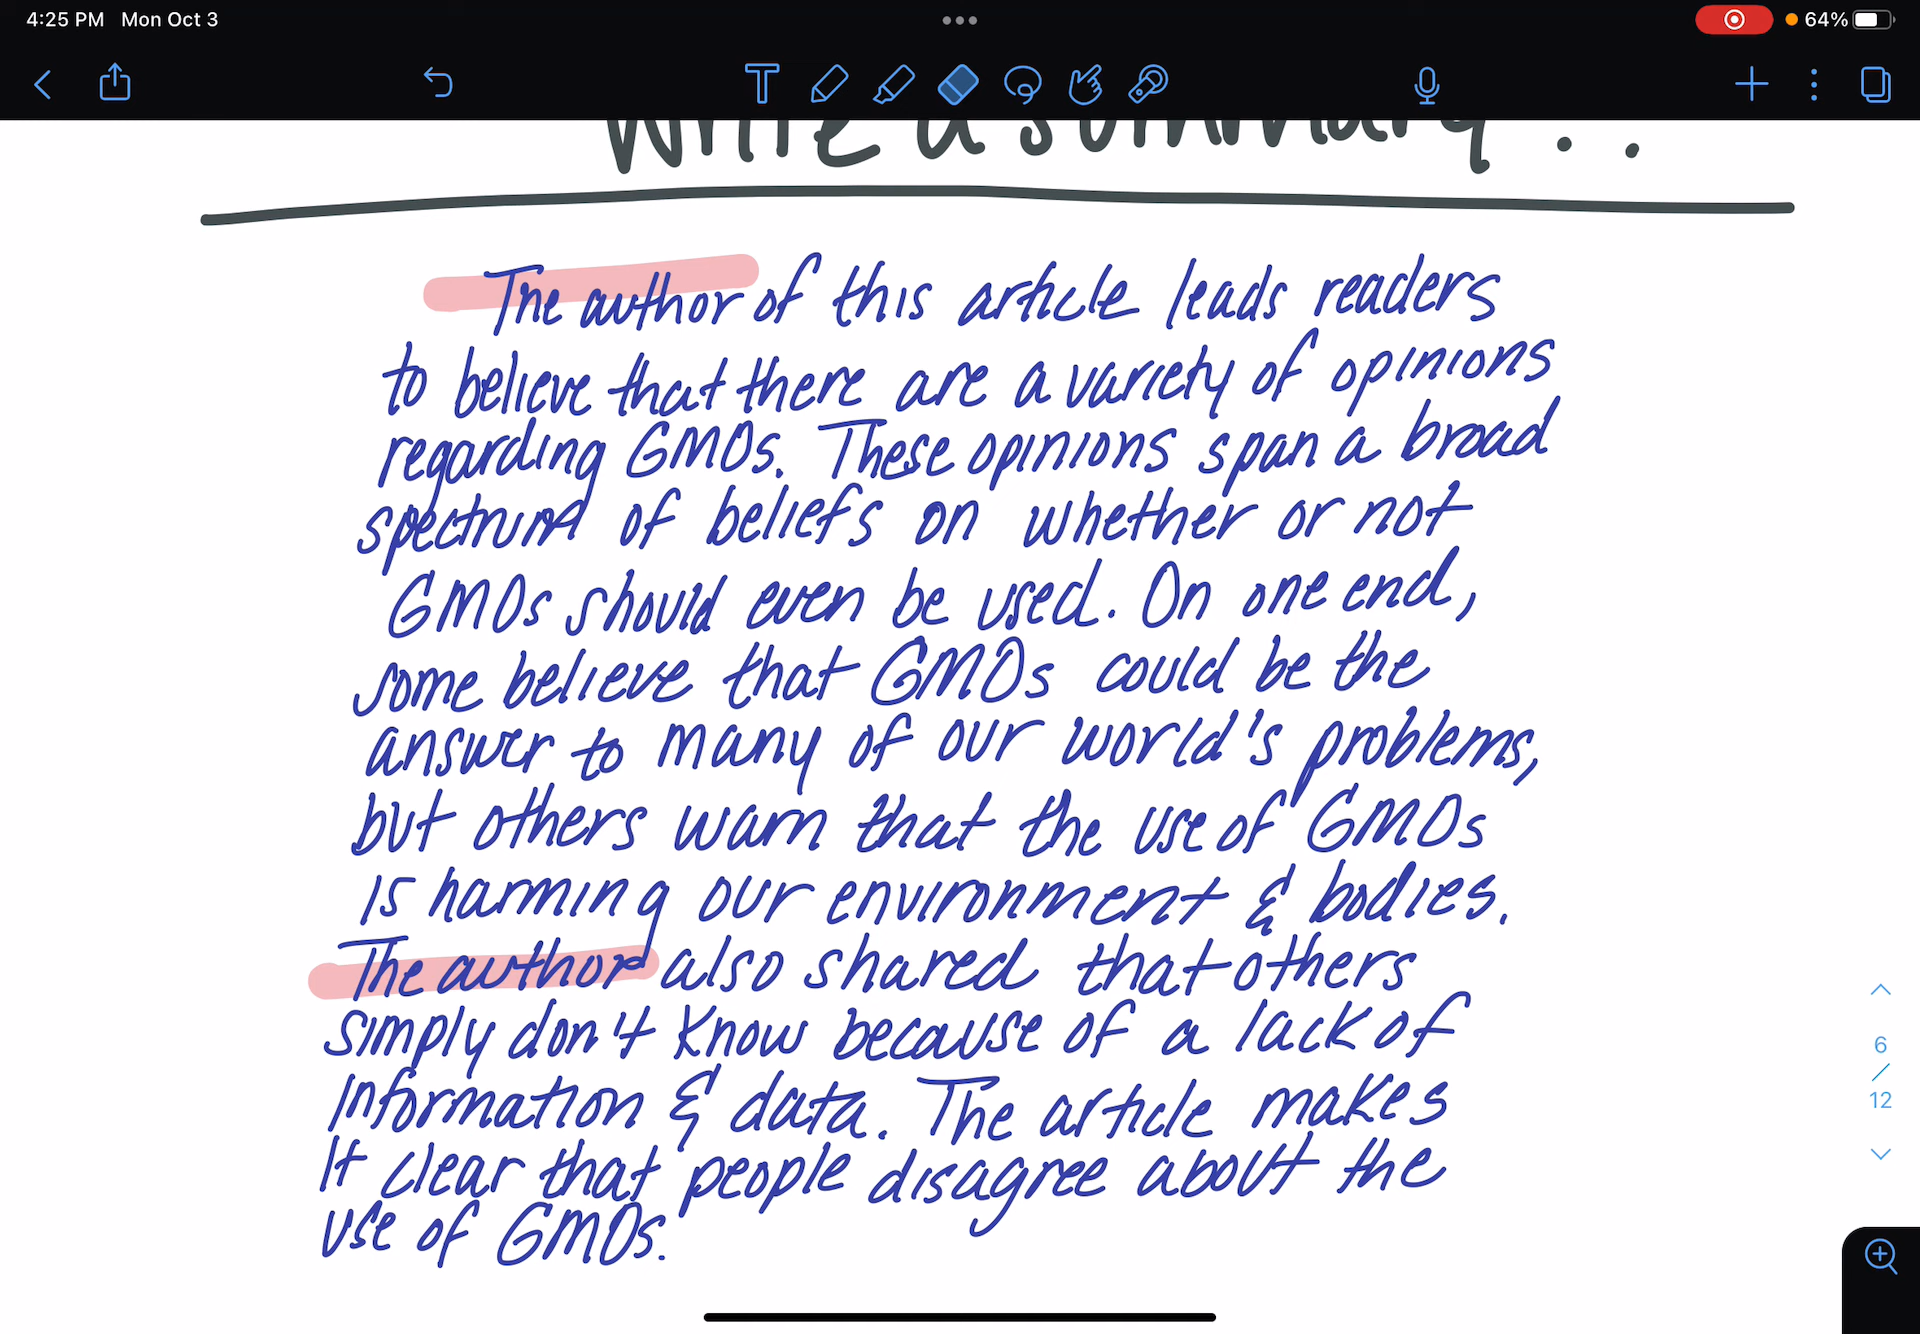 4:25 PM Mon Oct 3
64%
Write a summary..
The author of this article leads readers
to believe that there are a variety of opinions
regarding GMOs. These opinions span a broad
spectrum of beliefs on whether or not
GMOs should even be used. On one end,
some believe that GMOs could be the
answer to many of our world's problems,
but others warn that the use of GMOs
is harming our environment & bodies.
The author also shared that others
simply don't know because of a lack of
information & data. The article makes
it clear that people disagree about the
use of GMOs.
6
/
12